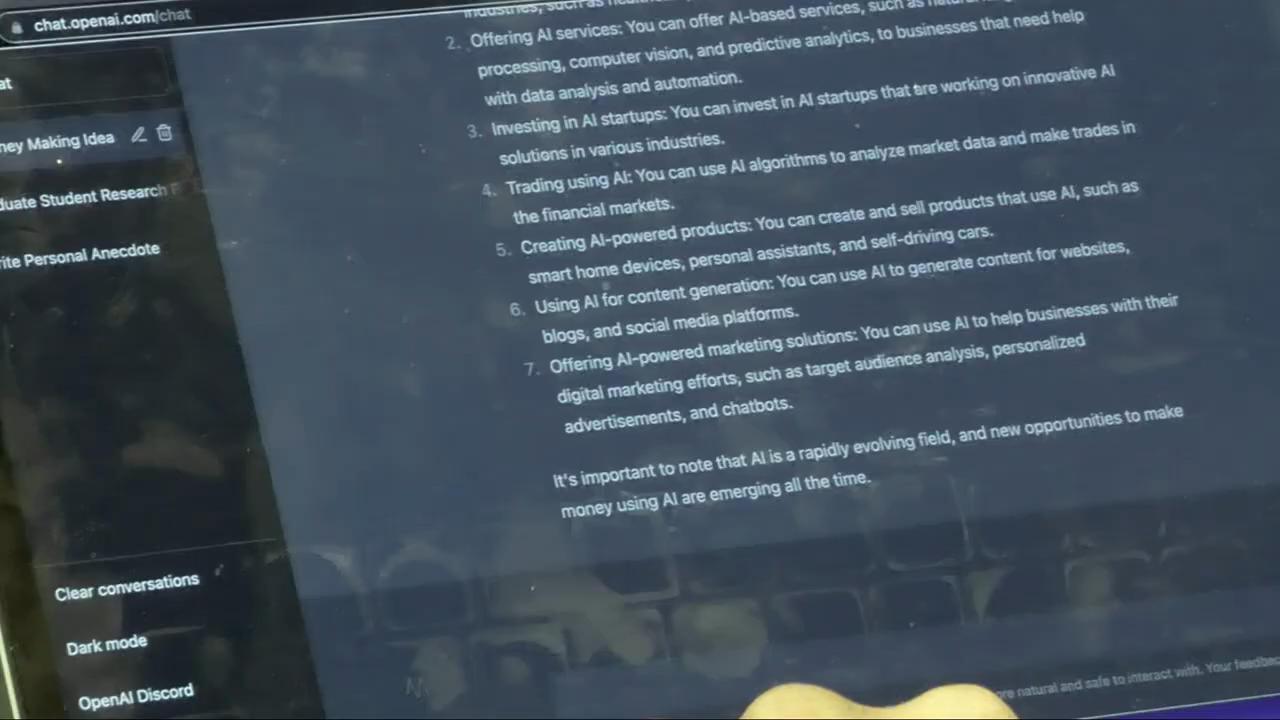 chat.openai.com/chat
at
ney Making Idea
duate Student Research
rite Personal Anecdote
Clear conversations
Dark mode
OpenAI Discord
industries, such as
2. Offering AI services: You can offer AI-based services, such as
processing, computer vision, and predictive analytics, to businesses that need help
with data analysis and automation.
3. Investing in AI startups: You can invest in AI startups that are working on innovative AI
solutions in various industries.
4. Trading using AI: You can use AI algorithms to analyze market data and make trades in
the financial markets.
5. Creating AI-powered products: You can create and sell products that use AI, such as
smart home devices, personal assistants, and self-driving cars.
6. Using AI for content generation: You can use AI to generate content for websites,
blogs, and social media platforms.
7. Offering AI-powered marketing solutions: You can use AI to help businesses with their
digital marketing efforts, such as target audience analysis, personalized
advertisements, and chatbots.
It's important to note that AI is a rapidly evolving field, and new opportunities to make
money using AI are emerging all the time.
ore natural and safe to interact with. Your feedbac